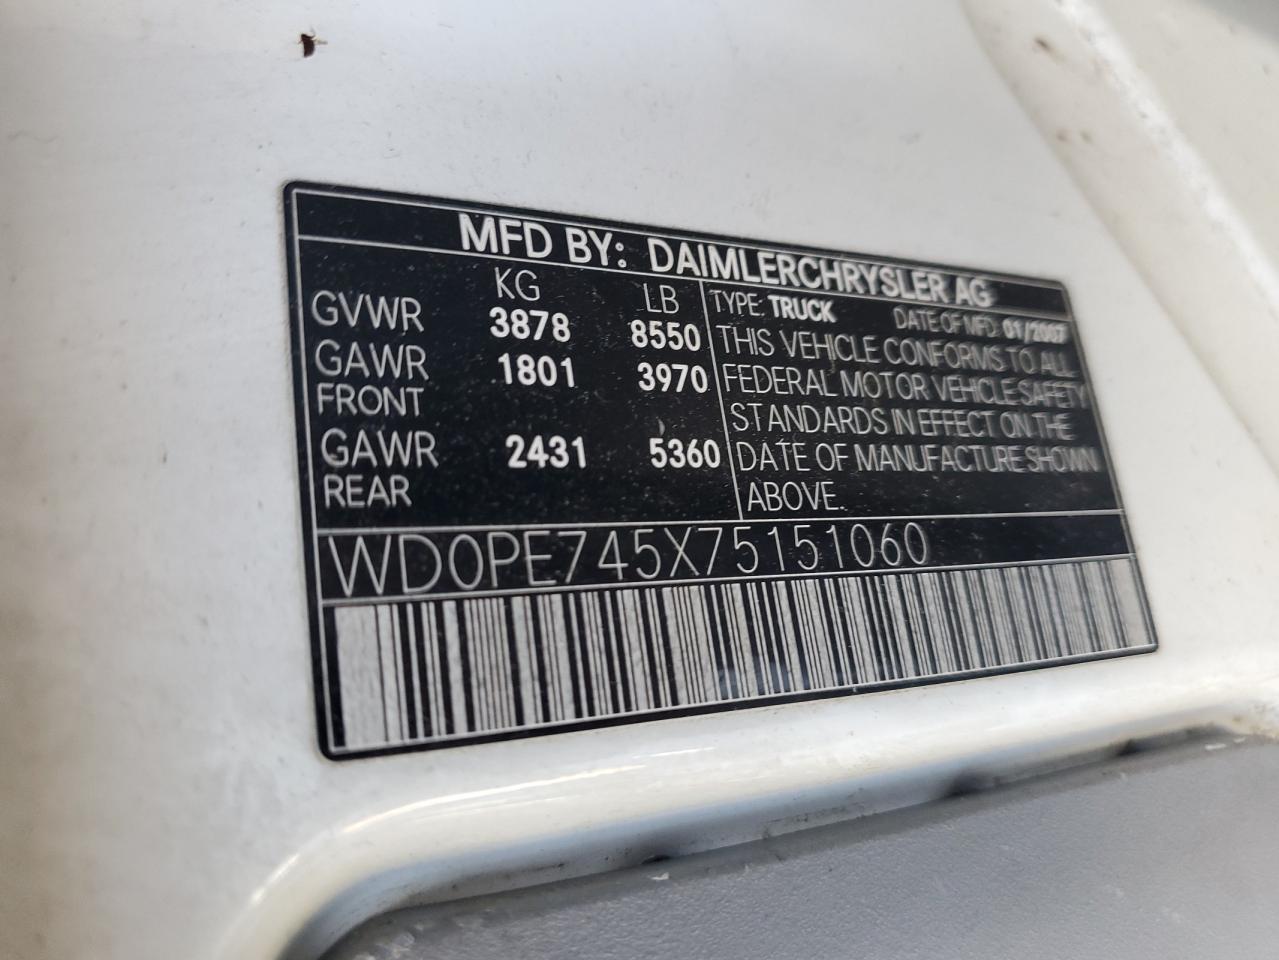 MFD BY: DAIMLERCHRYSLER AG
KG LB
GVWR 3878 8550
GAWR FRONT 1801 3970
GAWR REAR 2431 5360
TYPE: TRUCK DATE OF MFD: 01/2007
THIS VEHICLE CONFORMS TO ALL
FEDERAL MOTOR VEHICLE SAFETY
STANDARDS IN EFFECT ON THE
DATE OF MANUFACTURE SHOWN
ABOVE.
WD0PE745X75151060